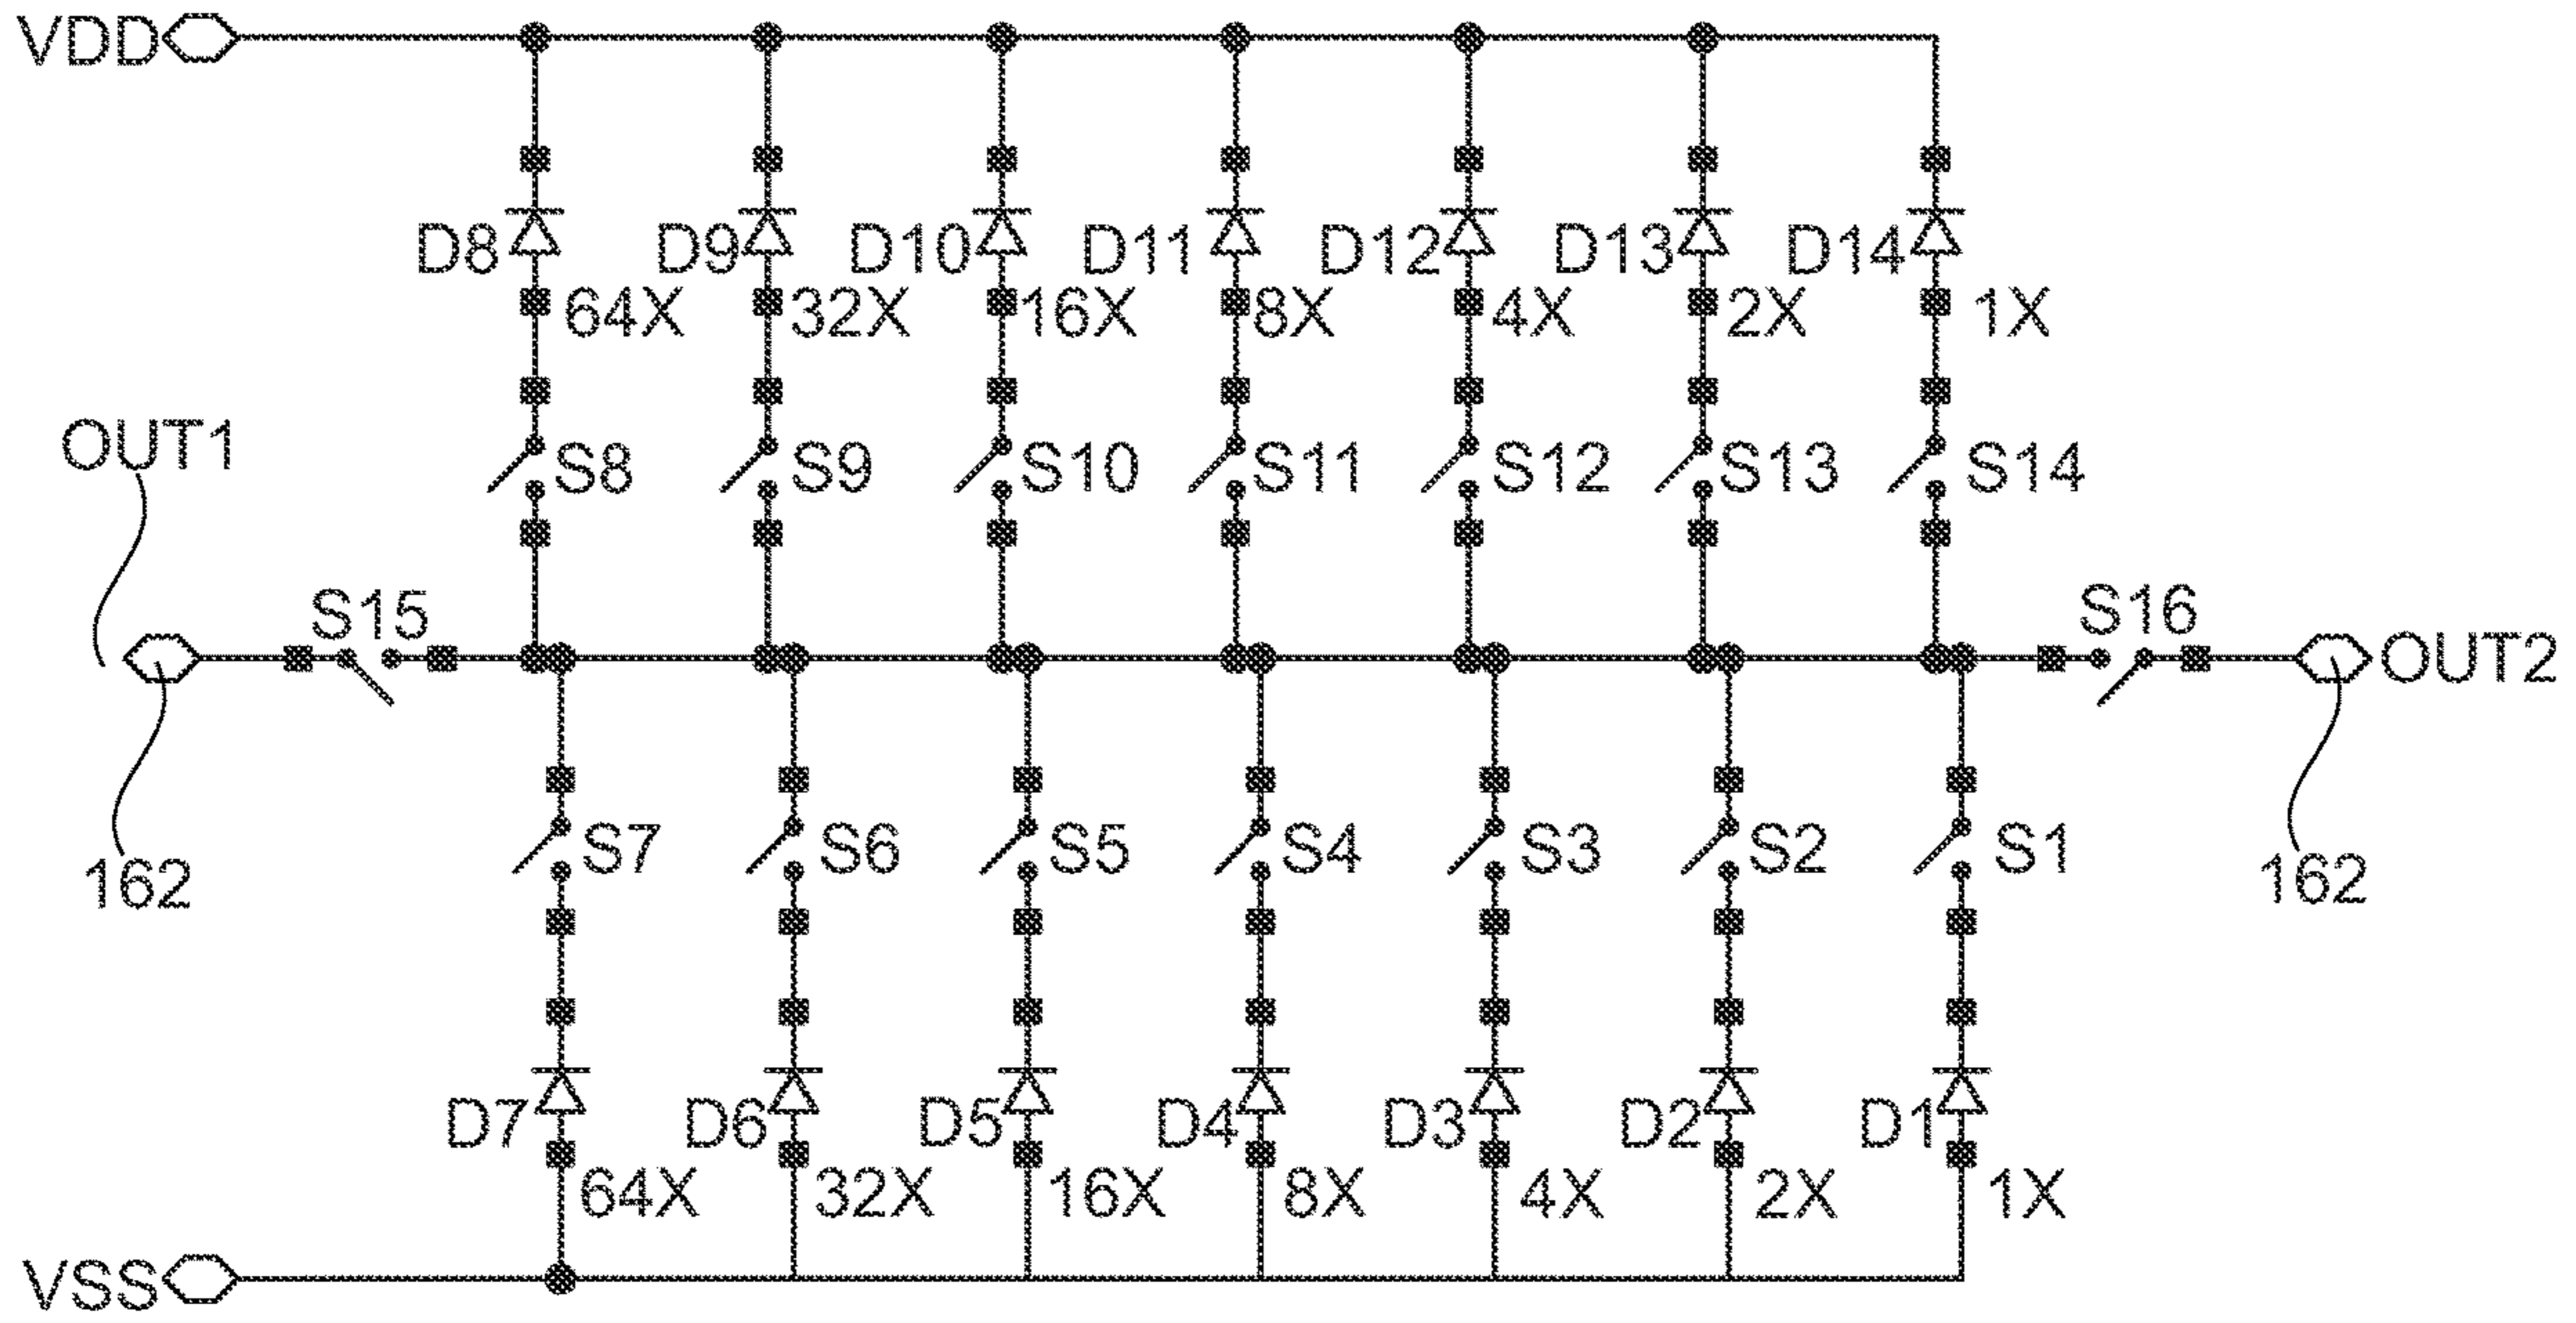 VDD
D8 D9 D10 D11 D12 D13 D14
64X 32X 16X 8X 4X 2X 1X
OUT1 S8 S9 S10 S11 S12 S13 S14
S15 S16
OUT2
162 S7 S6 S5 S4 S3 S2 S1 162
D7 D6 D5 D4 D3 D2 D1
64X 32X 16X 8X 4X 2X 1X
VSS